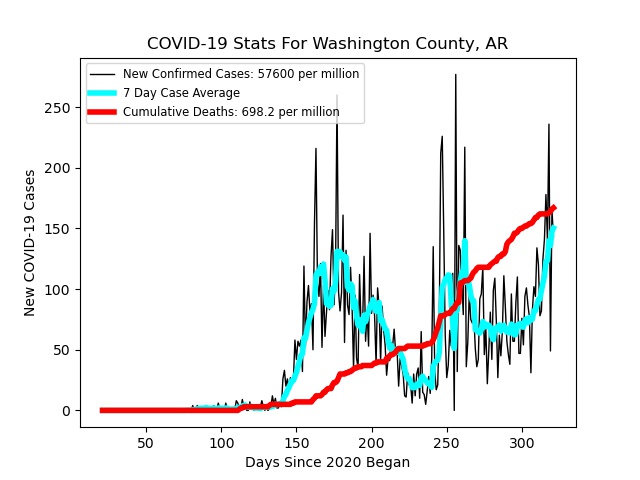 COVID-19 Stats For Washington County, AR
New Confirmed Cases: 57600 per million
7 Day Case Average
Cumulative Deaths: 698.2 per million
New COVID-19 Cases
250
200
150
100
50
0
50 100 150 200 250 300
Days Since 2020 Began